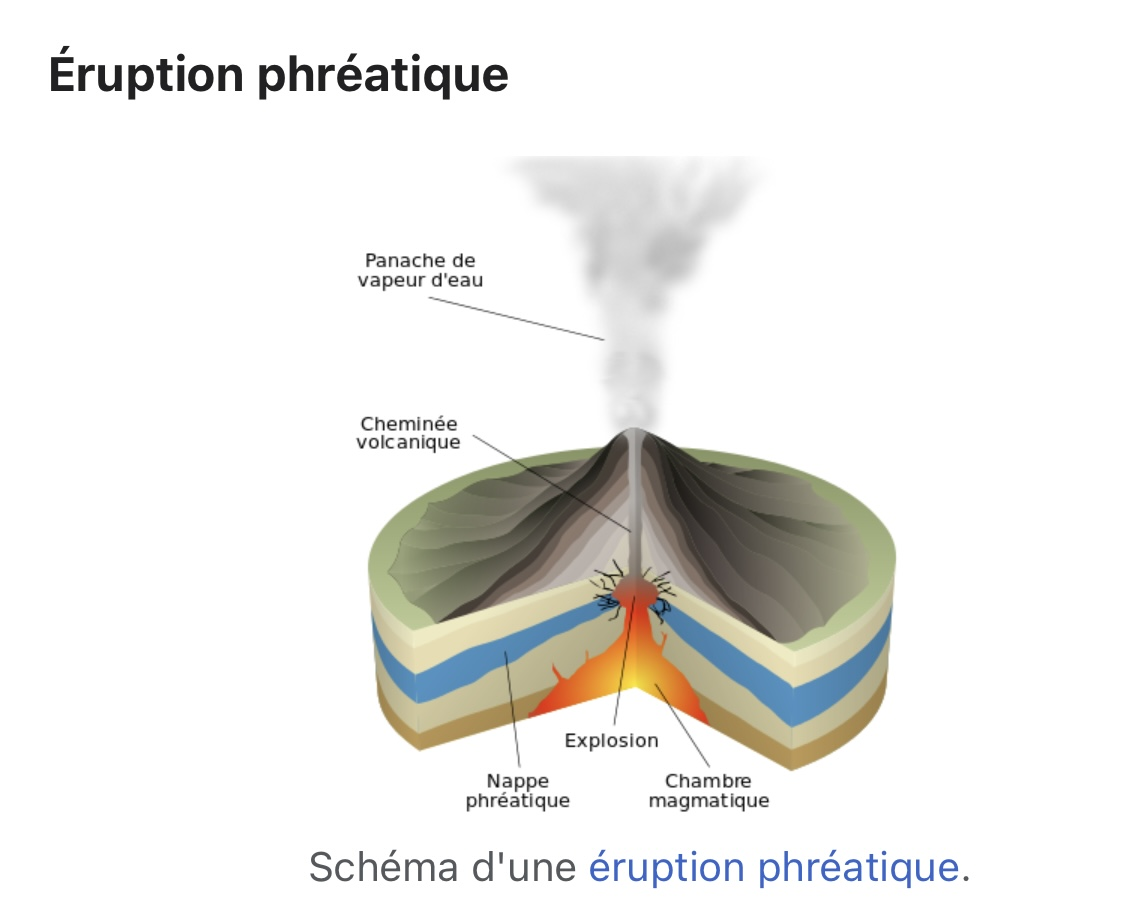 Éruption phréatique
Panache de
vapeur d'eau
Cheminée
volcanique
Explosion
Nappe
phréatique
Chambre
magmatique
Schéma d'une éruption phréatique.